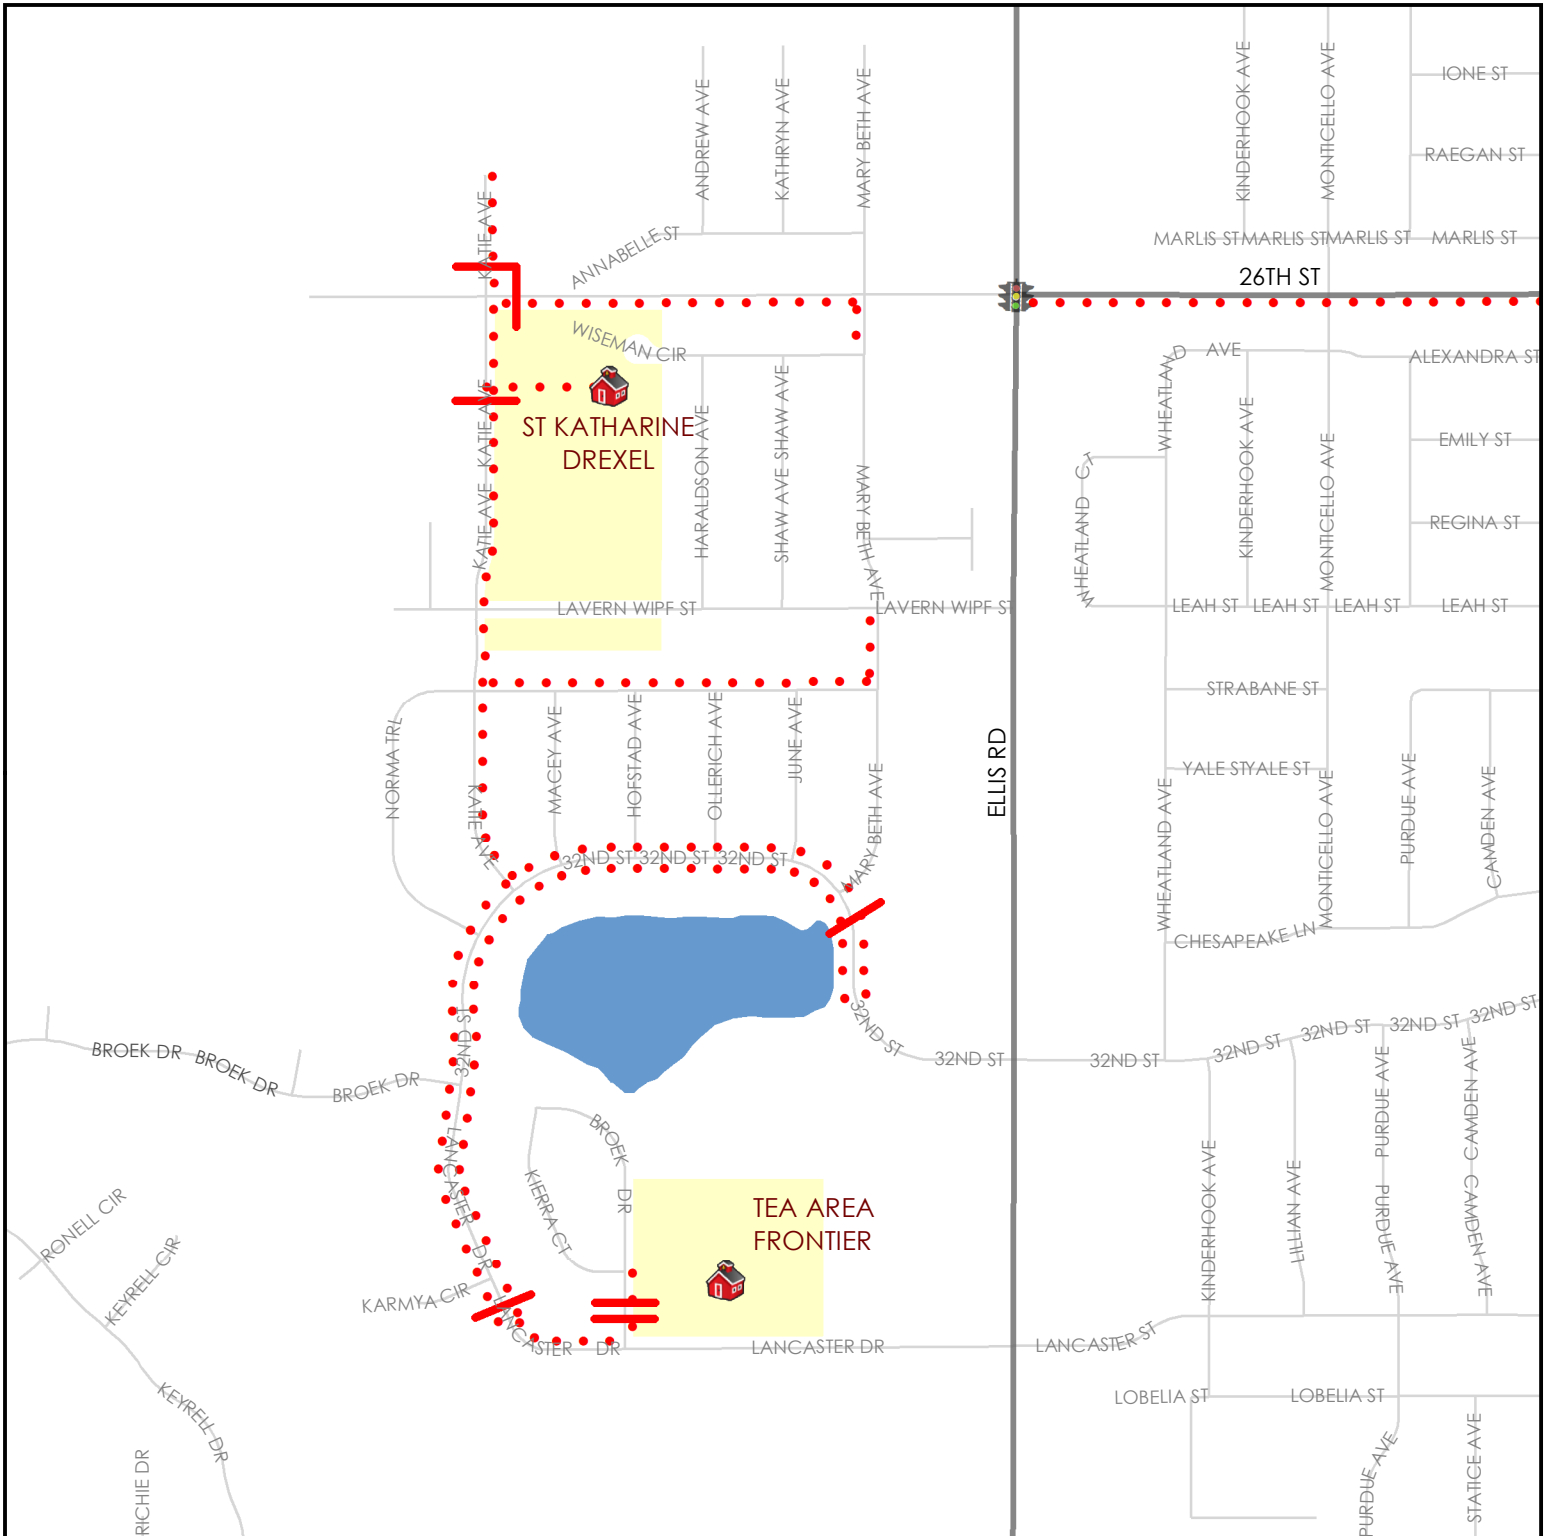 KINDERHOOK AVE
MONTICELLO AVE
IONE ST
ANDREW AVE
KATHRYN AVE
MARY BETH AVE
RAEGAN ST
KATIE AVE
ANNABELLE ST
MARLIS ST
MARLIS ST
MARLIS ST
MARLIS ST
26TH ST
WISEMAN CIR
WHEATLAND AVE
ALEXANDRA ST
ST KATHARINE
DREXEL
KATIE AVE
KATIE AVE
HARALDSON AVE
SHAW AVE
SHAW AVE
MARY BETH AVE
WHEATLAND CT
KINDERHOOK AVE
MONTICELLO AVE
EMILY ST
REGINA ST
LAVERN WIPF ST
LAVERN WIPF ST
LEAH ST
LEAH ST
LEAH ST
LEAH ST
STRABANE ST
NORMA TRL
KATIE AVE
MACEY AVE
HOFSTAD AVE
OLLERICH AVE
JUNE AVE
MARY BETH AVE
ELLIS RD
YALE ST
YALE ST
WHEATLAND AVE
MONTICELLO AVE
PURDUE AVE
CAMDEN AVE
32ND ST
32ND ST
32ND ST
CHESAPEAKE LN
32ND ST
32ND ST
32ND ST
32ND ST
32ND ST
32ND ST
32ND ST
32ND ST
BROEK DR
BROEK DR
BROEK DR
BROEK DR
LANCASTER DR
KIERRA CT
KINDERHOOK AVE
LILLIAN AVE
PURDUE AVE
PURDUE AVE
CAMDEN AVE
CAMDEN AVE
RONELL CIR
KEYRELL CIR
TEA AREA
FRONTIER
KARMYA CIR
LANCASTER DR
LANCASTER DR
LANCASTER ST
KEYRELL DR
LOBELIA ST
LOBELIA ST
RICHIE DR
PURDUE AVE
STATICE AVE